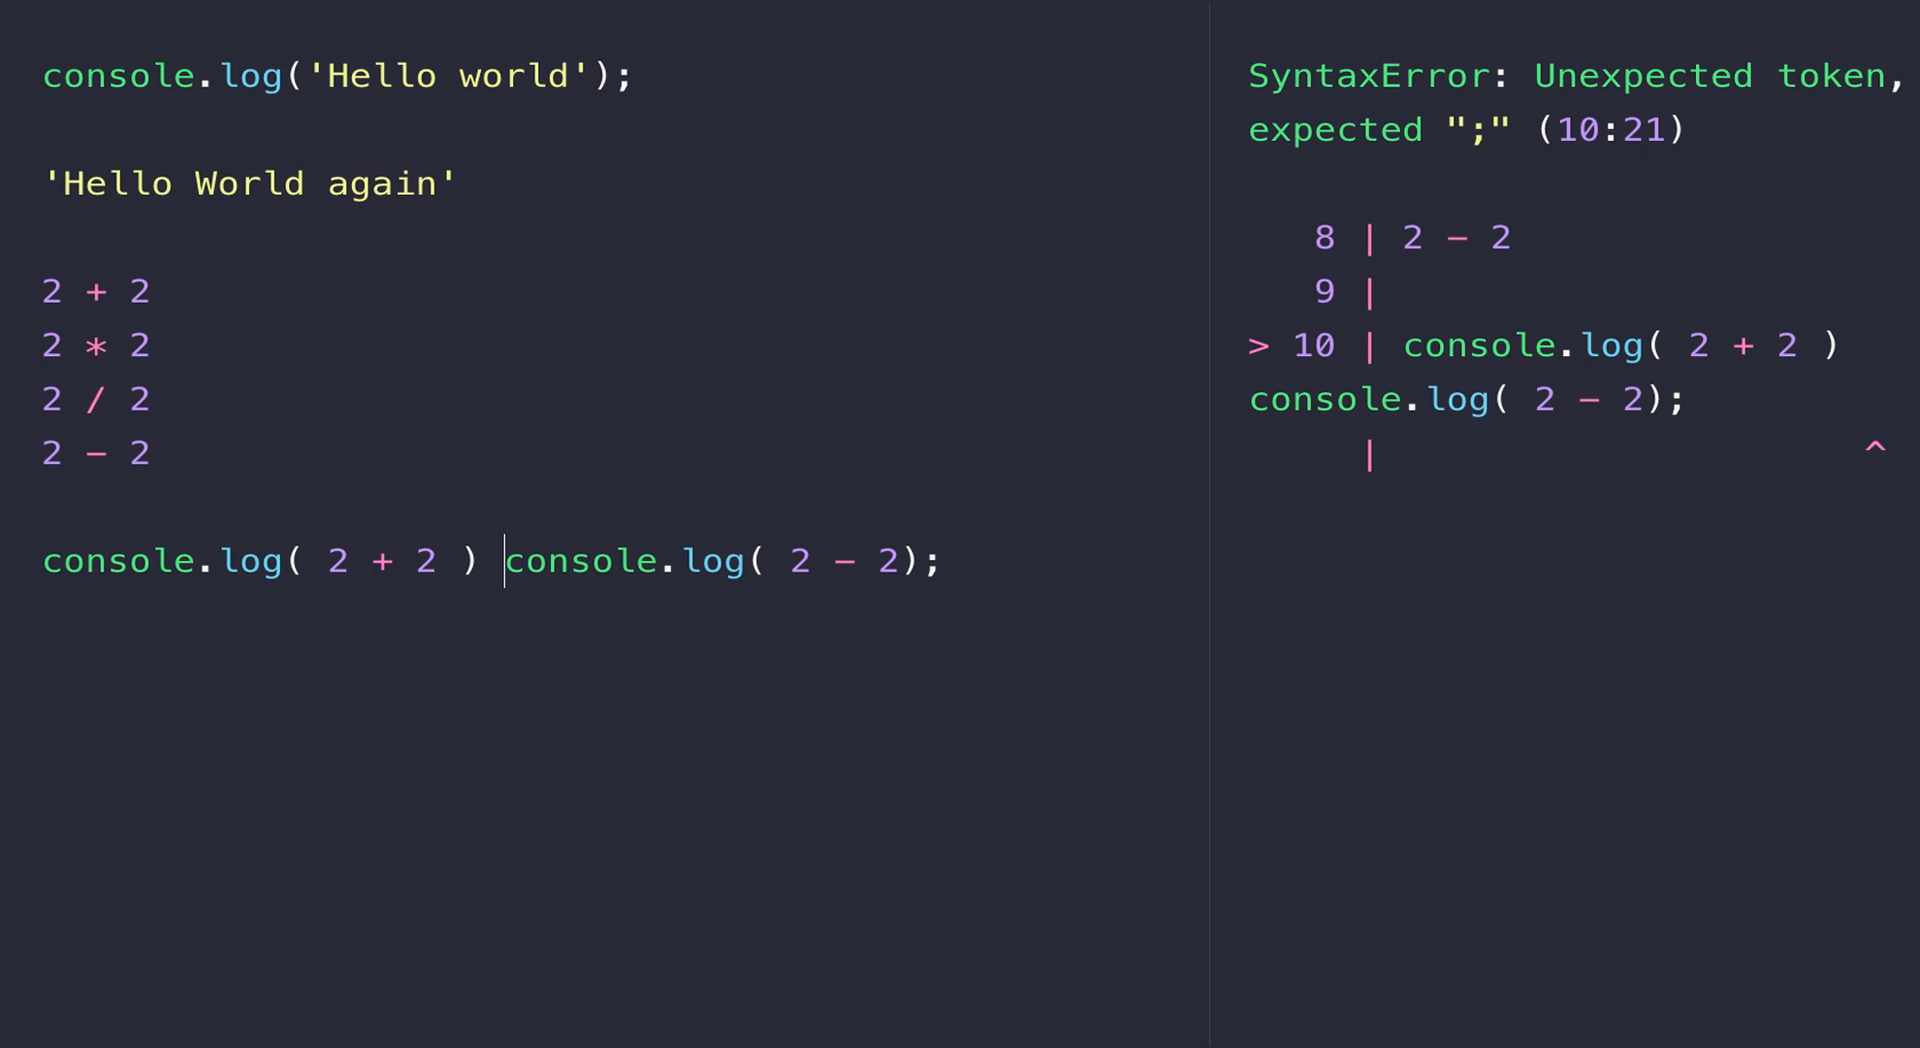 console.log('Hello world');
'Hello World again'
2 + 2
2 * 2
2 / 2
2 - 2
console.log( 2 + 2 ) console.log( 2 - 2);
SyntaxError: Unexpected token,
expected ";" (10:21)
8 | 2 - 2
9 |
> 10 | console.log( 2 + 2 )
console.log( 2 - 2);
| ^